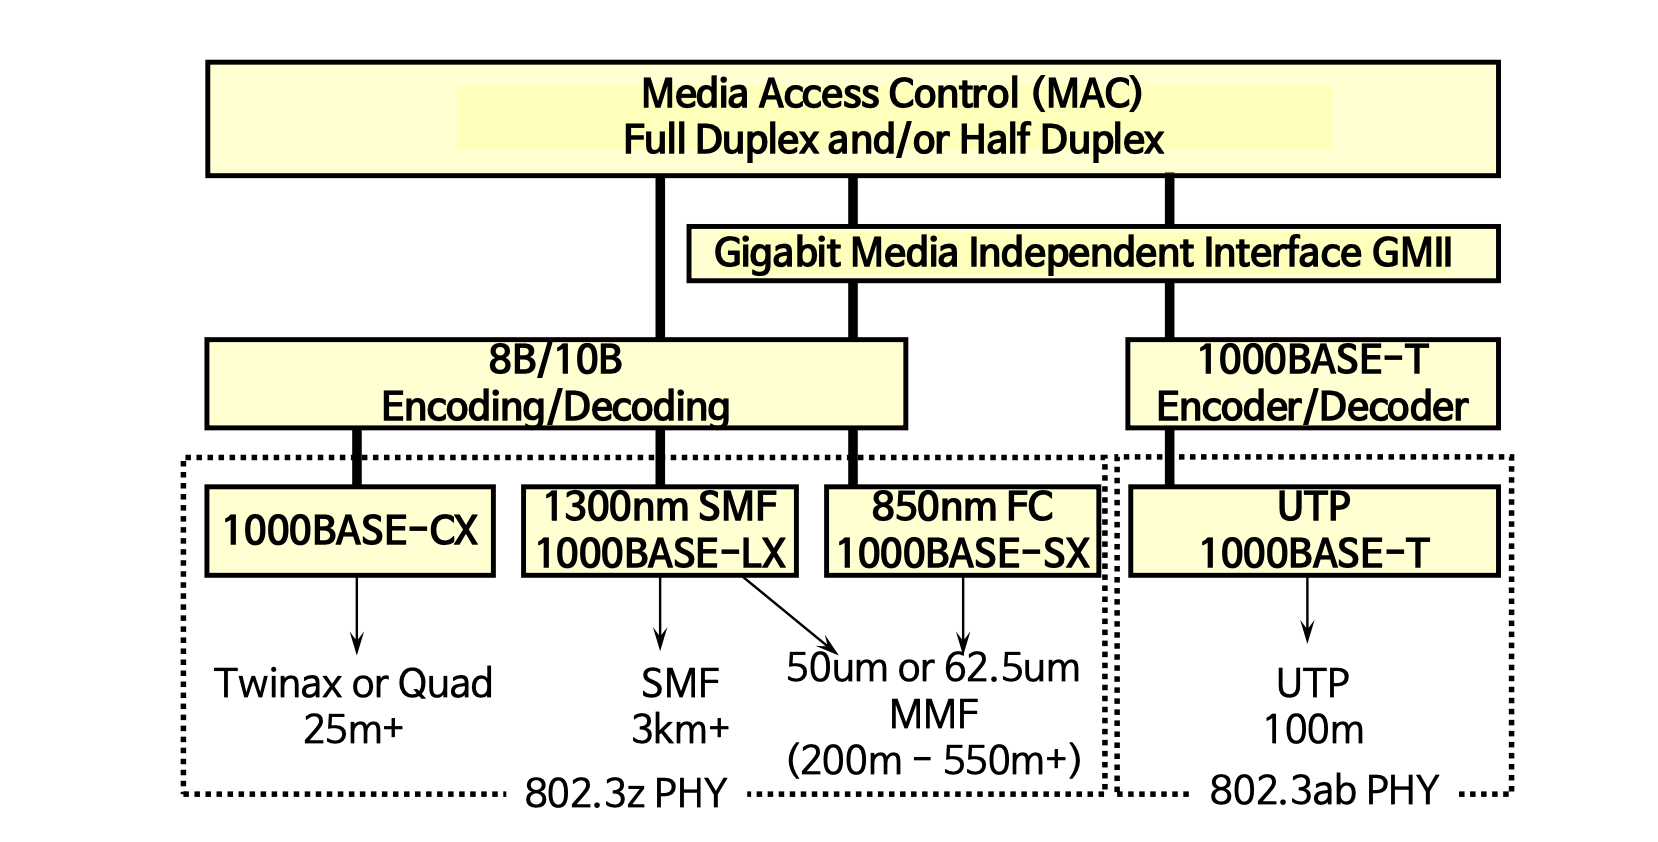 Media Access Control (MAC)
Full Duplex and/or Half Duplex
Gigabit Media Independent Interface GMII
8B/10B
Encoding/Decoding
1000BASE-T
Encoder/Decoder
1000BASE-CX
1300nm SMF
1000BASE-LX
850nm FC
1000BASE-SX
UTP
1000BASE-T
Twinax or Quad
25m+
SMF
3km+
50um or 62.5um
MMF
(200m - 550m+)
UTP
100m
802.3z PHY
802.3ab PHY